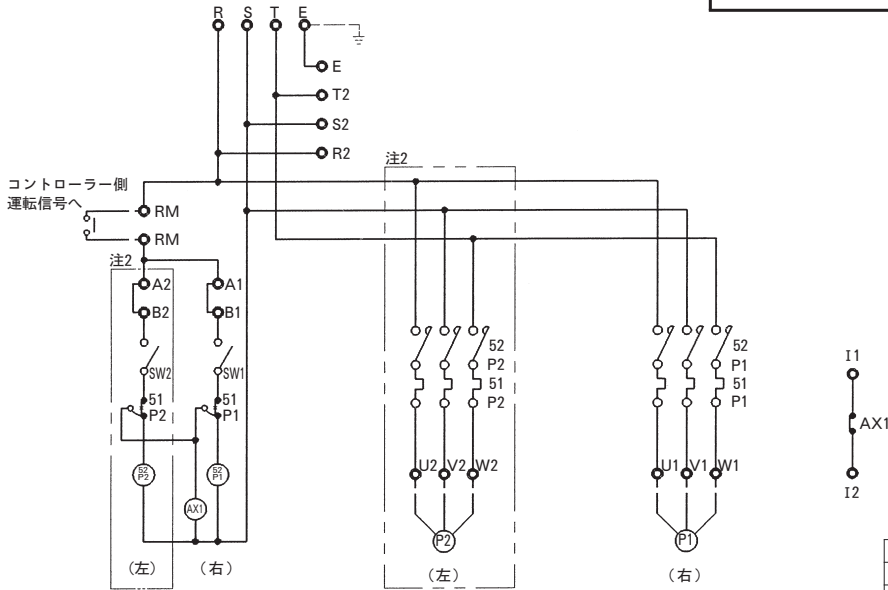 R S T E
E
T2
S2
R2
注2
コントローラー側
運転信号へ
RM
RM
注2
A2 A1
B2 B1
SW2 SW1
51 51
P2 P1
52 52
P2 P1
AX1
(左) (右)
52 52
P2 P1
51 51
P2 P1
U2 V2 W2 U1 V1 W1
P2 P1
(左) (右)
I1
AX1
I2